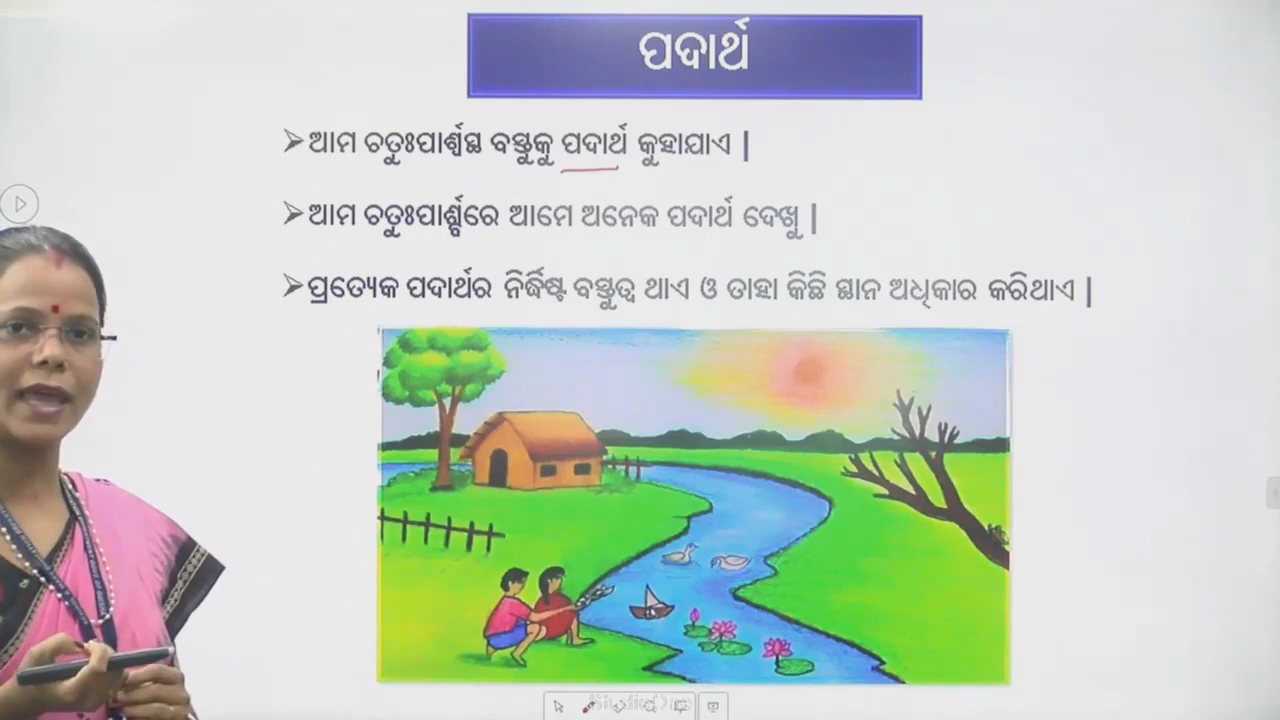 ପଦାର୍ଥ
➢ଆମ ଚତୁଃପାର୍ଶ୍ୱସ୍ଥ ବସ୍ତୁକୁ ପଦାର୍ଥ କୁହାଯାଏ |
➢ଆମ ଚତୁଃପାର୍ଶ୍ୱରେ ଆମେ ଅନେକ ପଦାର୍ଥ ଦେଖୁ |
➢ପ୍ରତ୍ୟେକ ପଦାର୍ଥର ନିର୍ଦ୍ଧିଷ୍ଟ ବସ୍ତୁତ୍ୱ ଥାଏ ଓ ତାହା କିଛି ସ୍ଥାନ ଅଧିକାର କରିଥାଏ |